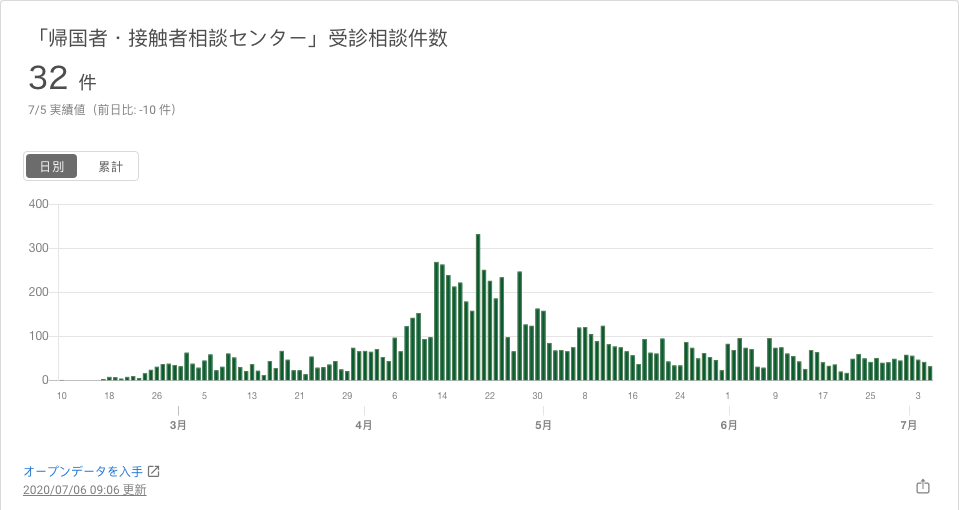 「帰国者・接触者相談センター」受診相談件数
32 件
7/5 実績値（前日比: -10 件）
日別 累計
400
300
200
100
0
10 18 26 5 13 21 29 6 14 22 30 8 16 24 1 9 17 25 3
3月 4月 5月 6月 7月
オープンデータを入手
2020/07/06 09:06 更新